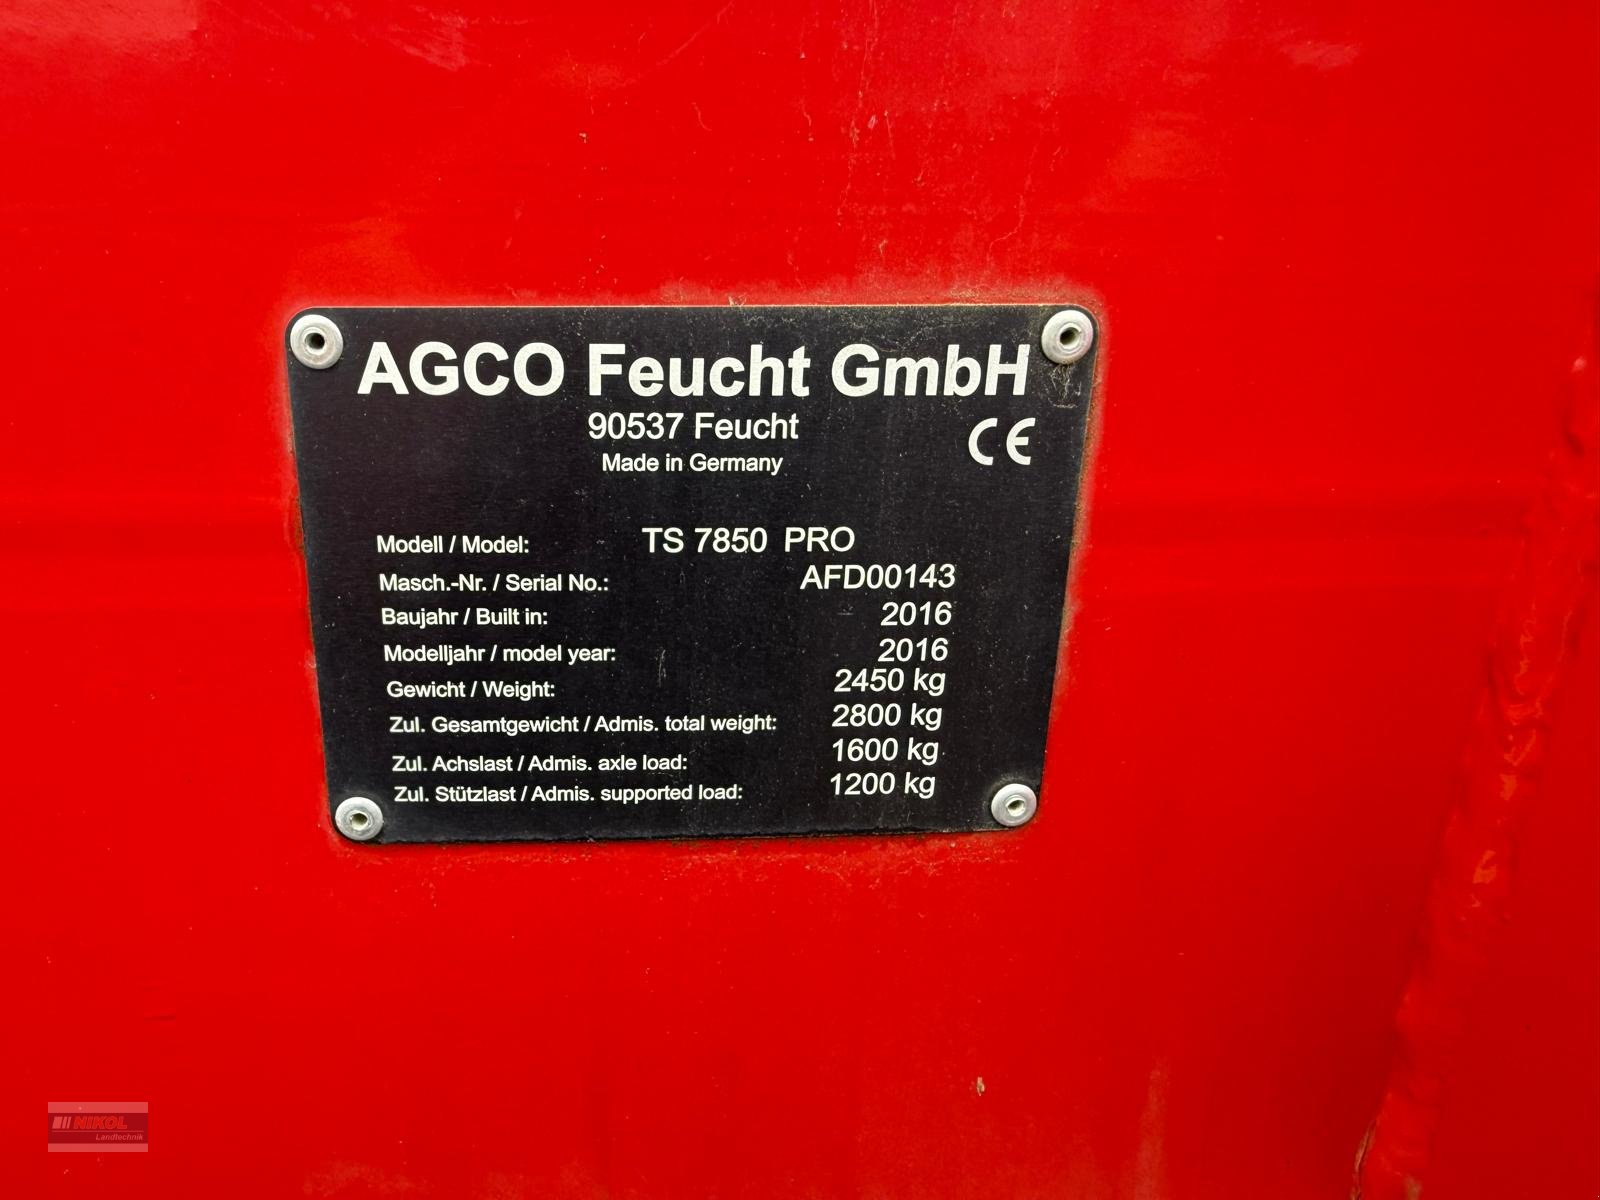 AGCO Feucht GmbH
90537 Feucht
Made in Germany
CE
Modell / Model: TS 7850 PRO
Masch.-Nr. / Serial No.: AFD00143
Baujahr / Built in: 2016
Modelljahr / model year: 2016
Gewicht / Weight: 2450 kg
Zul. Gesamtgewicht / Admis. total weight: 2800 kg
Zul. Achslast / Admis. axle load: 1600 kg
Zul. Stützlast / Admis. supported load: 1200 kg
NIKOL
Landtechnik